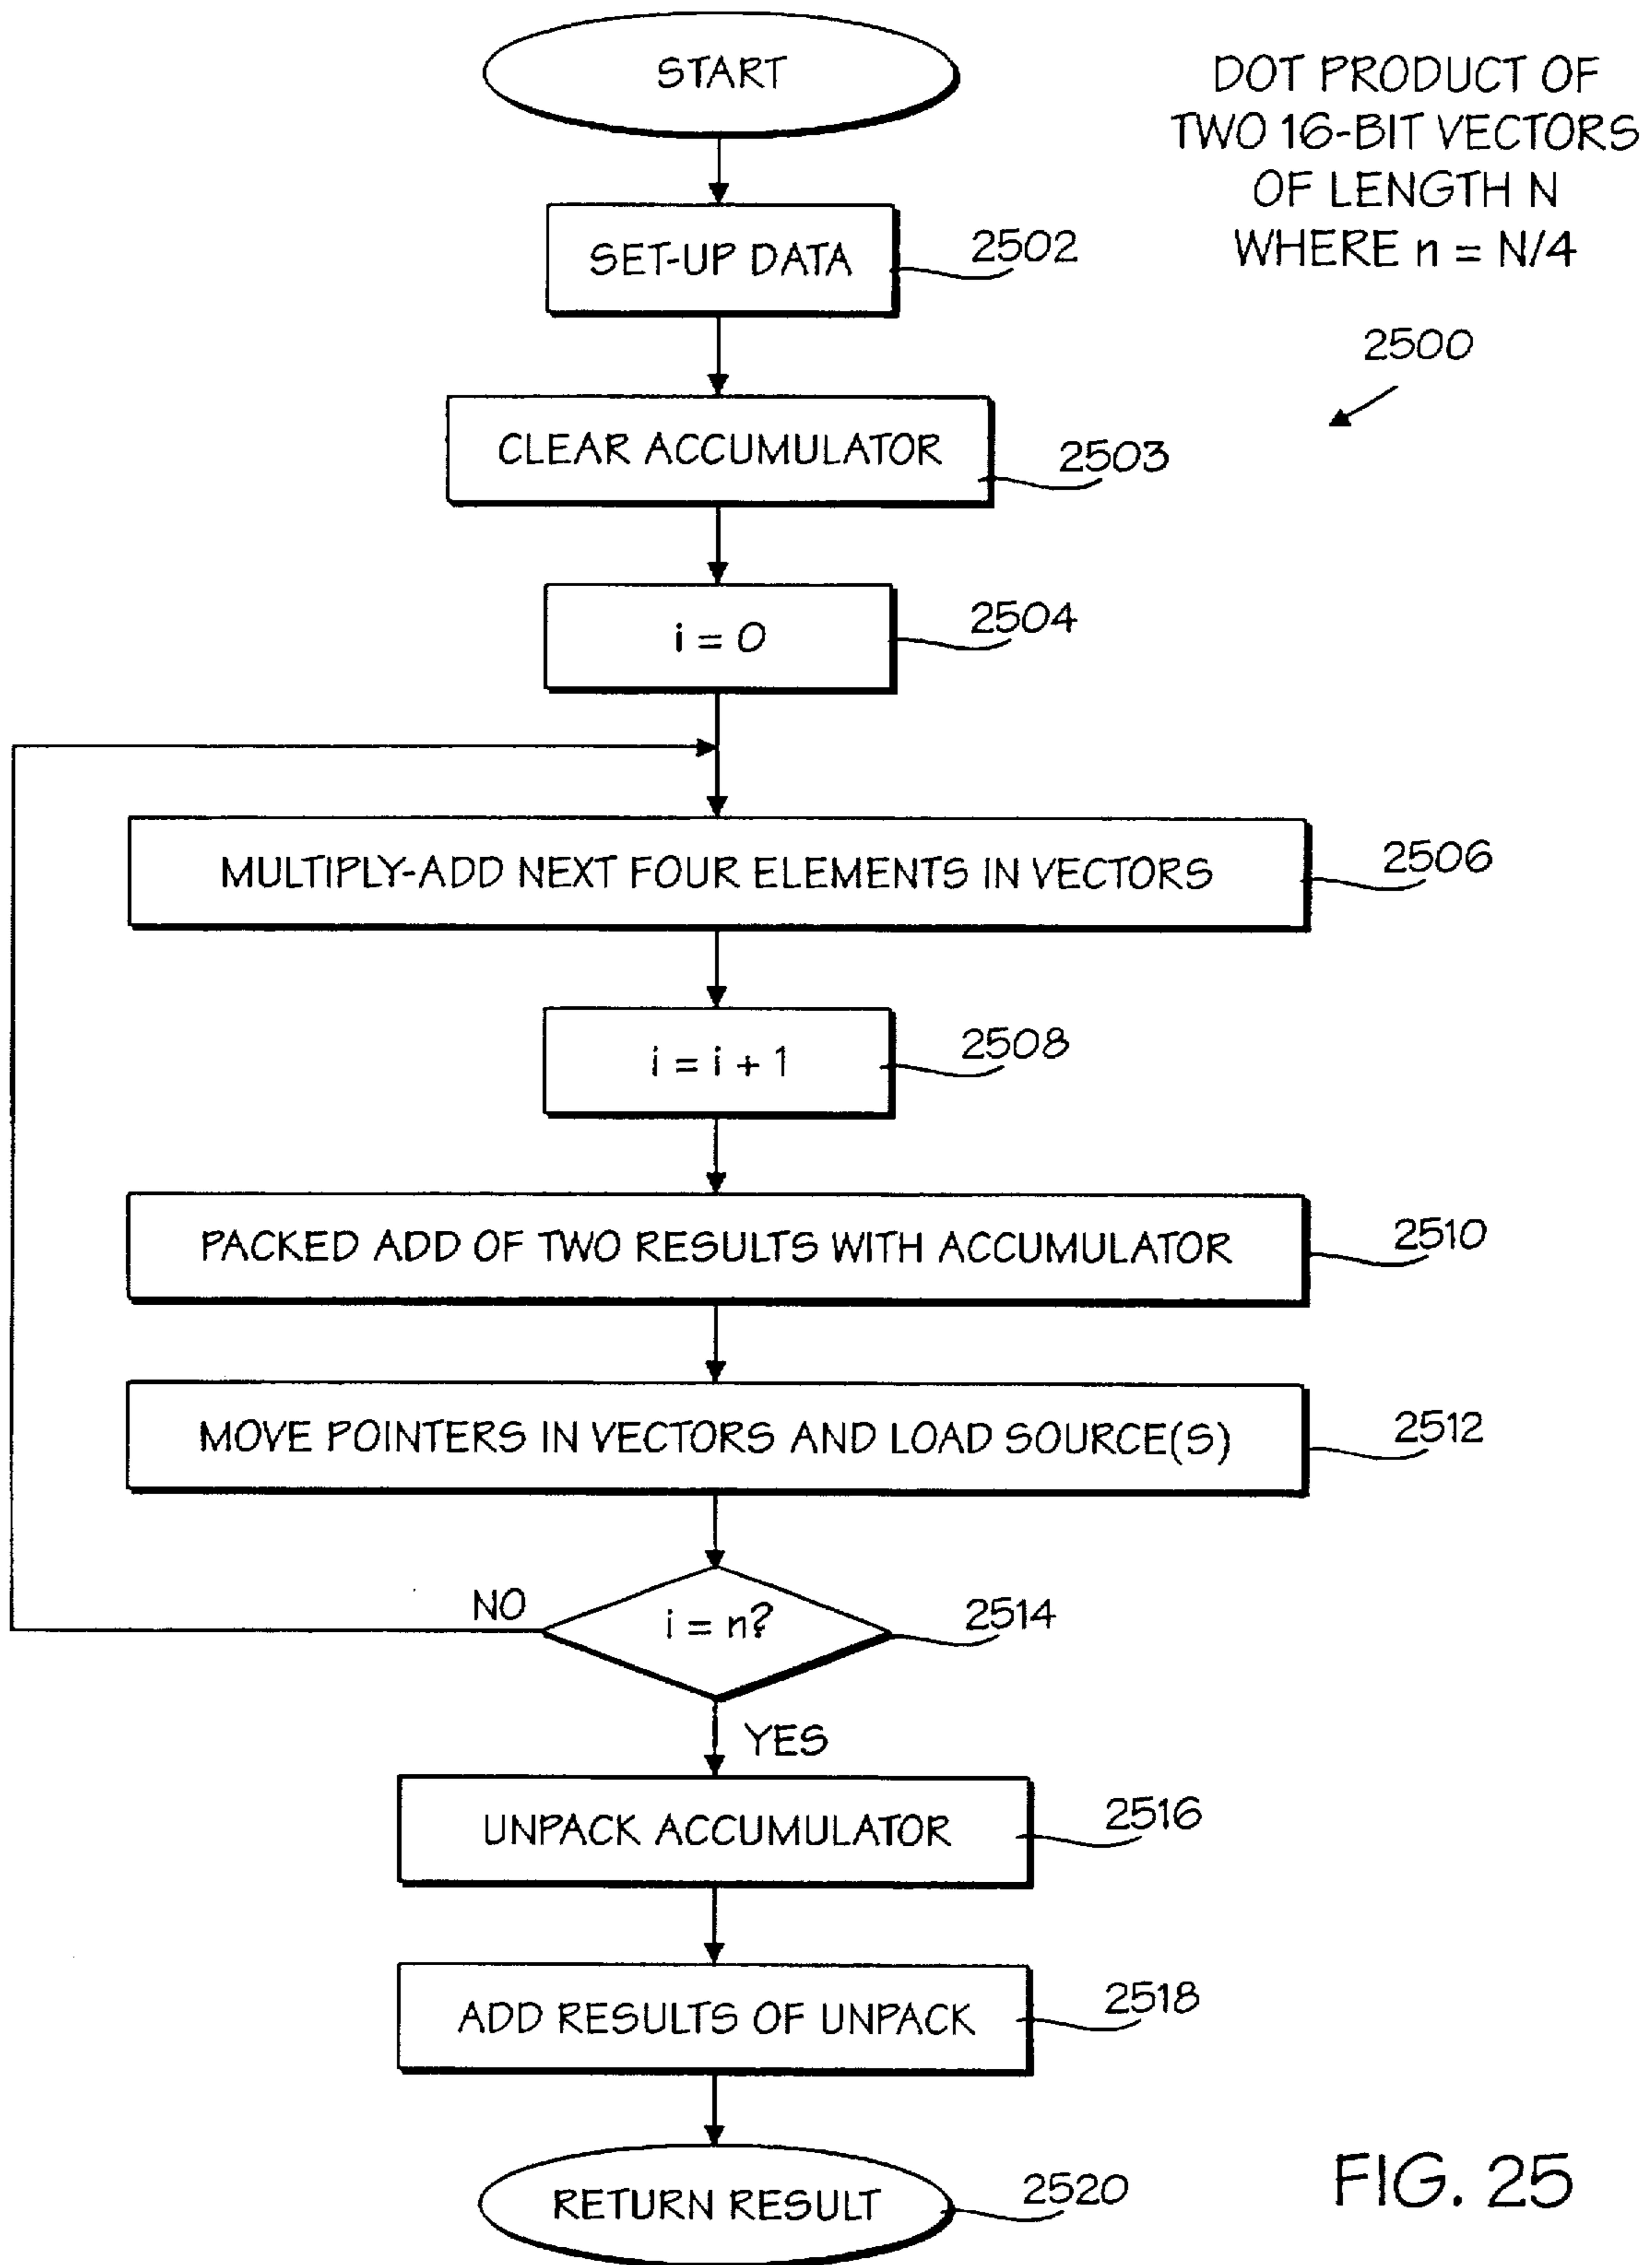 START
DOT PRODUCT OF
TWO 16-BIT VECTORS
OF LENGTH N
WHERE n = N/4
2500
SET-UP DATA
2502
CLEAR ACCUMULATOR
2503
i = 0
2504
MULTIPLY-ADD NEXT FOUR ELEMENTS IN VECTORS
2506
i = i + 1
2508
PACKED ADD OF TWO RESULTS WITH ACCUMULATOR
2510
MOVE POINTERS IN VECTORS AND LOAD SOURCE(S)
2512
NO
i = n?
2514
YES
UNPACK ACCUMULATOR
2516
ADD RESULTS OF UNPACK
2518
RETURN RESULT
2520
FIG. 25